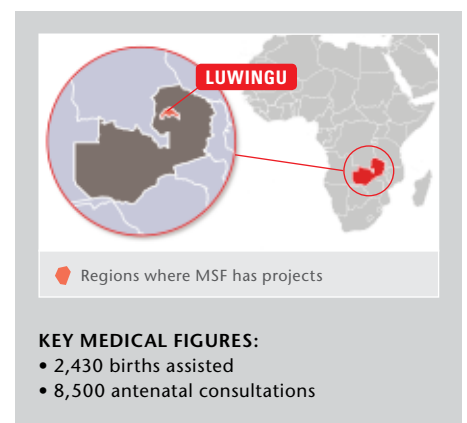 LUWINGU
Regions where MSF has projects
KEY MEDICAL FIGURES:
• 2,430 births assisted
• 8,500 antenatal consultations